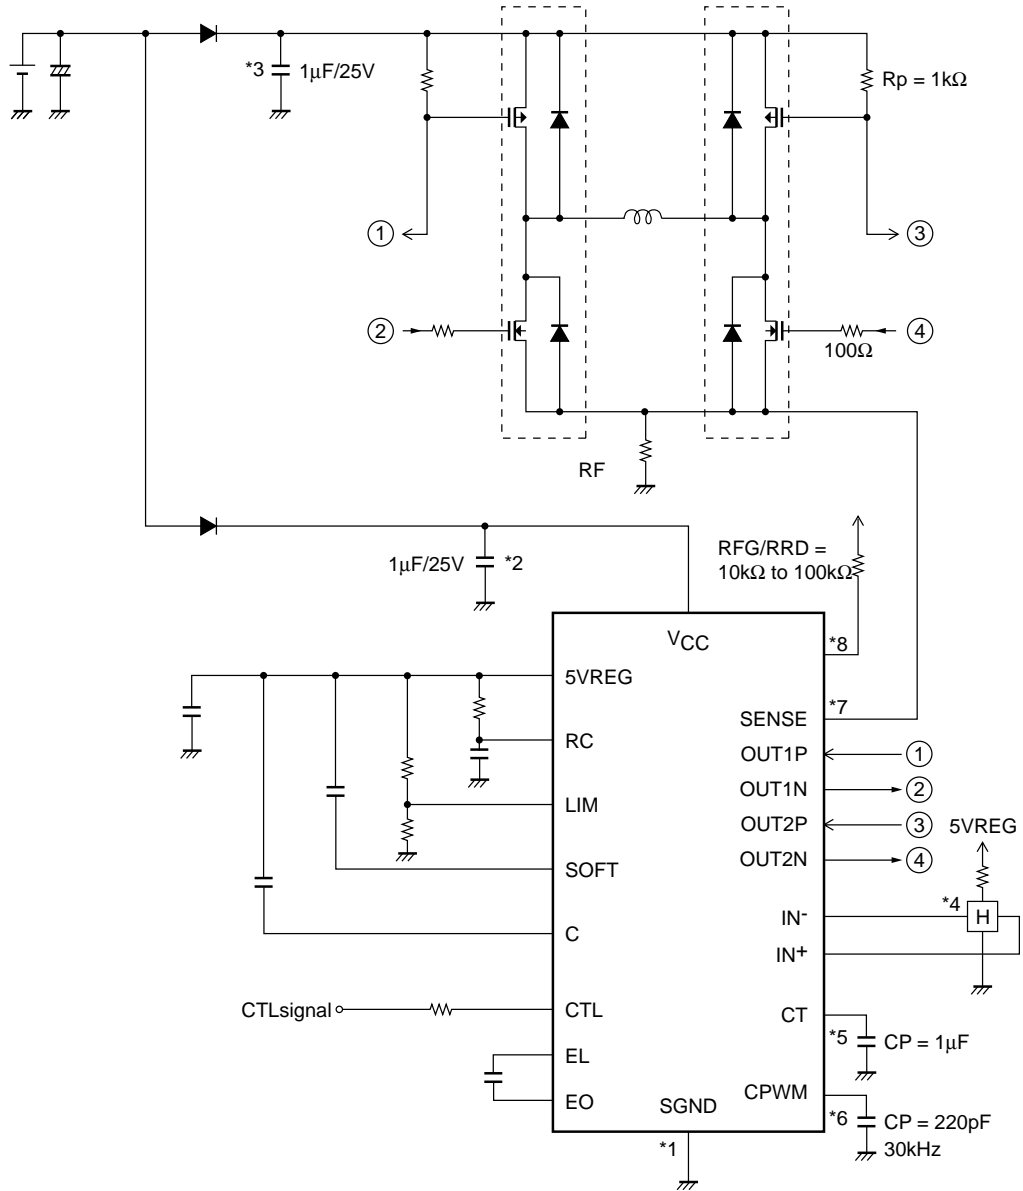 *3 1μF/25V
Rp = 1kΩ
1
3
2
4
100Ω
RF
1μF/25V *2
RFG/RRD =
10kΩ to 100kΩ
VCC
*8
5VREG
*7
SENSE
RC
OUT1P
1
OUT1N
2
LIM
OUT2P
3
5VREG
OUT2N
4
SOFT
IN-
*4
H
C
IN+
CTLsignal
CTL
CT
*5
CP = 1μF
EL
EO
SGND
CPWM
*6
CP = 220pF
30kHz
*1